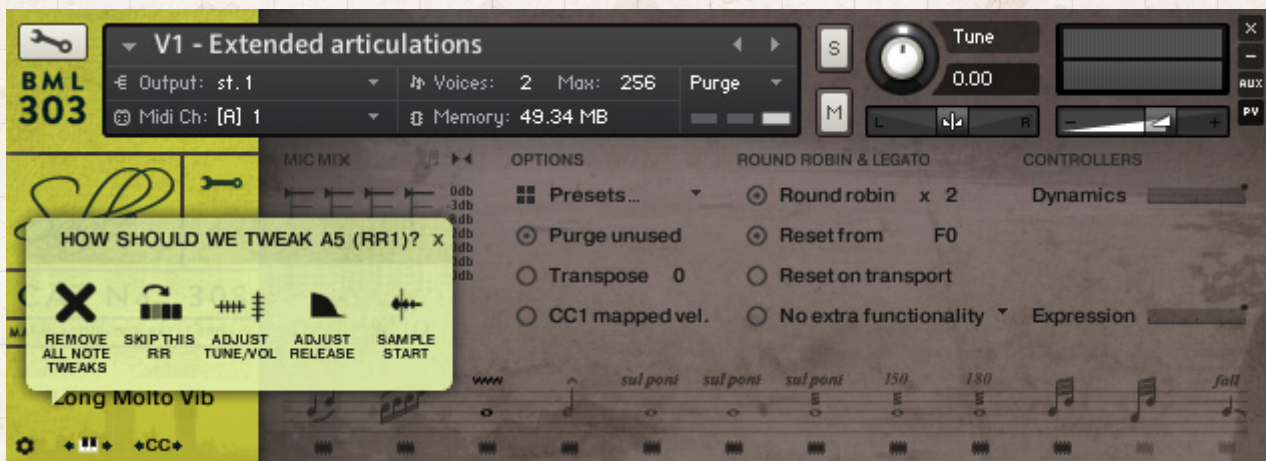 V1 - Extended articulations
S
Tune
0.00
X
-
AUX
PV
BML
303
Output: st. 1
Voices: 2 Max: 256
Purge
Midi Ch: [A] 1
Memory: 49.34 MB
M
L
R
-
+
MIC MIX
OPTIONS
ROUND ROBIN & LEGATO
CONTROLLERS
0db
-3db
Presets...
Round robin x 2
Dynamics
Purge unused
Reset from F0
Transpose 0
Reset on transport
CC1 mapped vel.
No extra functionality
Expression
HOW SHOULD WE TWEAK A5 (RR1)? x
REMOVE ALL NOTE TWEAKS
SKIP THIS RR
ADJUST TUNE/VOL
ADJUST RELEASE
SAMPLE START
sul pont sul pont sul pont 150 180 fall
Long Molto Vib
CC